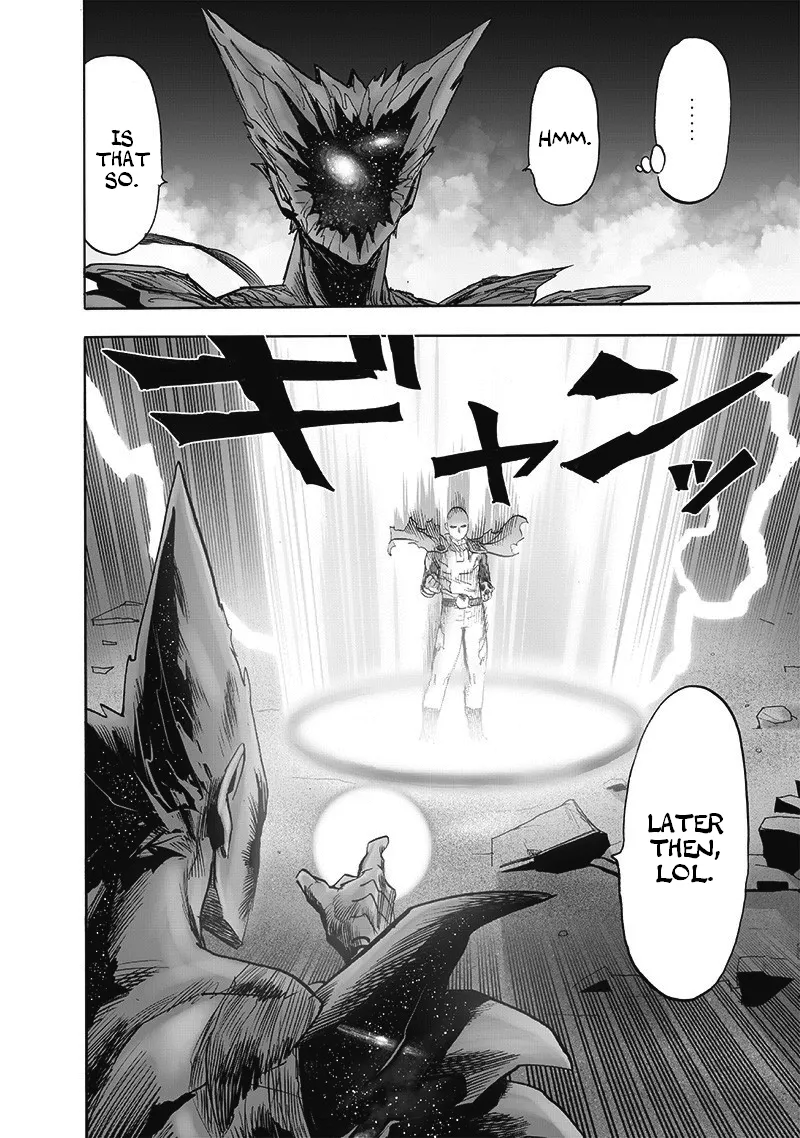 ......
HMM.
IS
THAT
SO.
ギャンッ
LATER
THEN,
LOL.